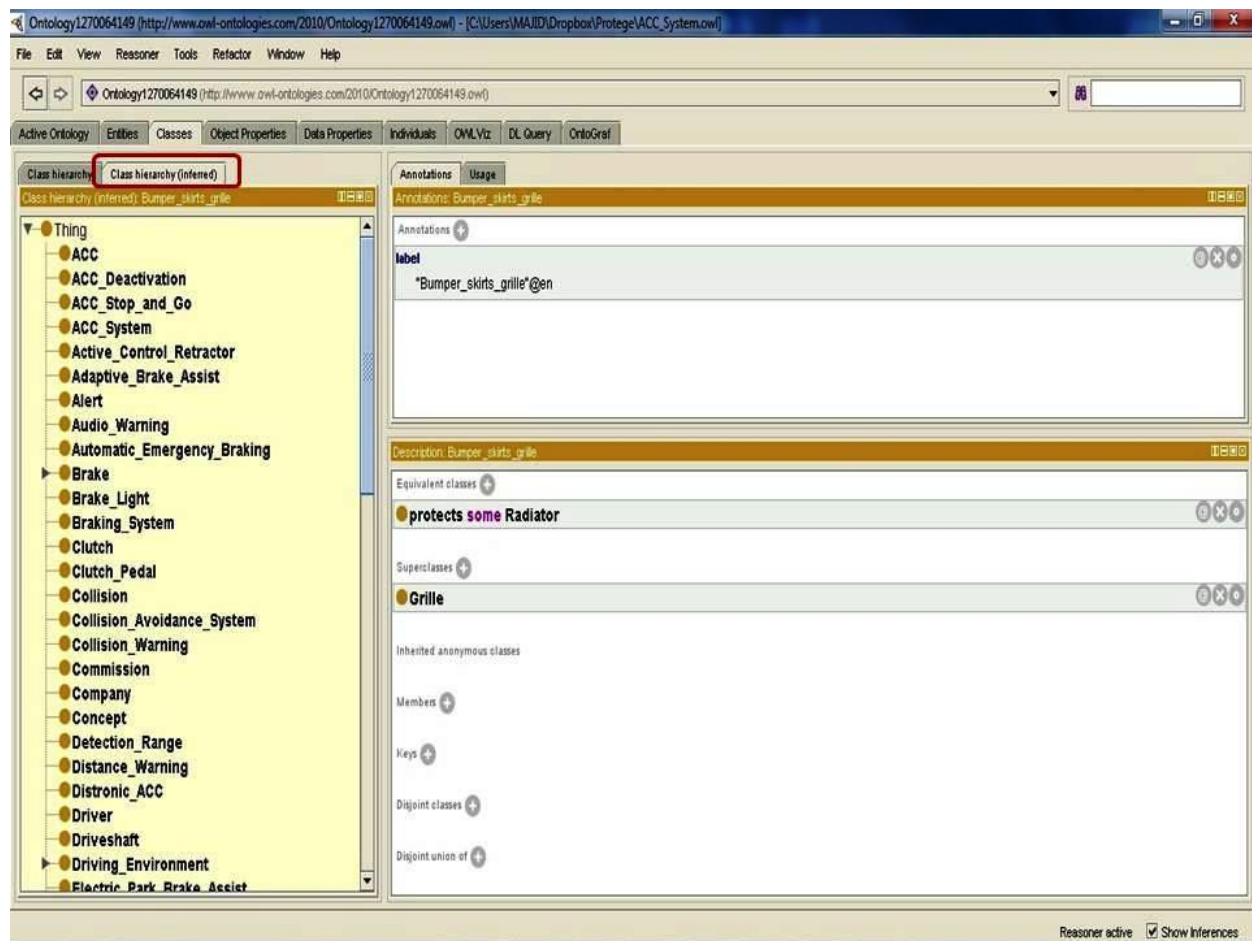 Ontology1270064149 (http://www.owl-ontologies.com/2010/Ontology1270064149.owl) - [C:\Users\MAJID\Dropbox\Protege\ACC_System.owl]
File Edit View Reasoner Tools Refactor Window Help
Ontology1270064149 (http://www.owl-ontologies.com/2010/Ontology1270064149.owl)
Active Ontology Entities Classes Object Properties Data Properties Individuals OWLViz DL Query OntoGraf
Class hierarchy Class hierarchy (inferred)
Class hierarchy (inferred): Bumper_skirts_grille
Thing
ACC
ACC_Deactivation
ACC_Stop_and_Go
ACC_System
Active_Control_Retractor
Adaptive_Brake_Assist
Alert
Audio_Warning
Automatic_Emergency_Braking
Brake
Brake_Light
Braking_System
Clutch
Clutch_Pedal
Collision
Collision_Avoidance_System
Collision_Warning
Commission
Company
Concept
Detection_Range
Distance_Warning
Distronic_ACC
Driver
Driveshaft
Driving_Environment
Electric_Park_Brake_Assist
Annotations Usage
Annotations: Bumper_skirts_grille
Annotations
label
"Bumper_skirts_grille"@en
Description: Bumper_skirts_grille
Equivalent classes
protects some Radiator
Superclasses
Grille
Inherited anonymous classes
Members
Keys
Disjoint classes
Disjoint union of
Reasoner active Show Inferences